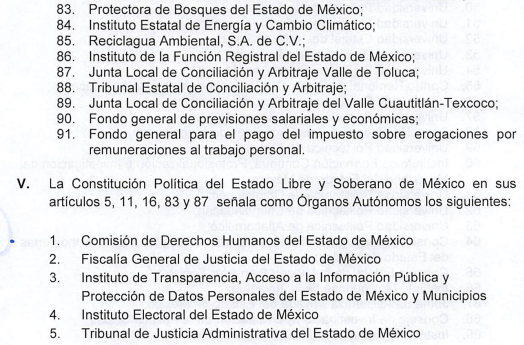 83. Protectora de Bosques del Estado de México;
84. Instituto Estatal de Energía y Cambio Climático;
85. Reciclagua Ambiental, S.A. de C.V.;
86. Instituto de la Función Registral del Estado de México;
87. Junta Local de Conciliación y Arbitraje Valle de Toluca;
88. Tribunal Estatal de Conciliación y Arbitraje;
89. Junta Local de Conciliación y Arbitraje del Valle Cuautitlán-Texcoco;
90. Fondo general de previsiones salariales y económicas;
91. Fondo general para el pago del impuesto sobre erogaciones por
remuneraciones al trabajo personal.
V. La Constitución Política del Estado Libre y Soberano de México en sus
artículos 5, 11, 16, 83 y 87 señala como Órganos Autónomos los siguientes:
1. Comisión de Derechos Humanos del Estado de México
2. Fiscalía General de Justicia del Estado de México
3. Instituto de Transparencia, Acceso a la Información Pública y
Protección de Datos Personales del Estado de México y Municipios
4. Instituto Electoral del Estado de México
5. Tribunal de Justicia Administrativa del Estado de México